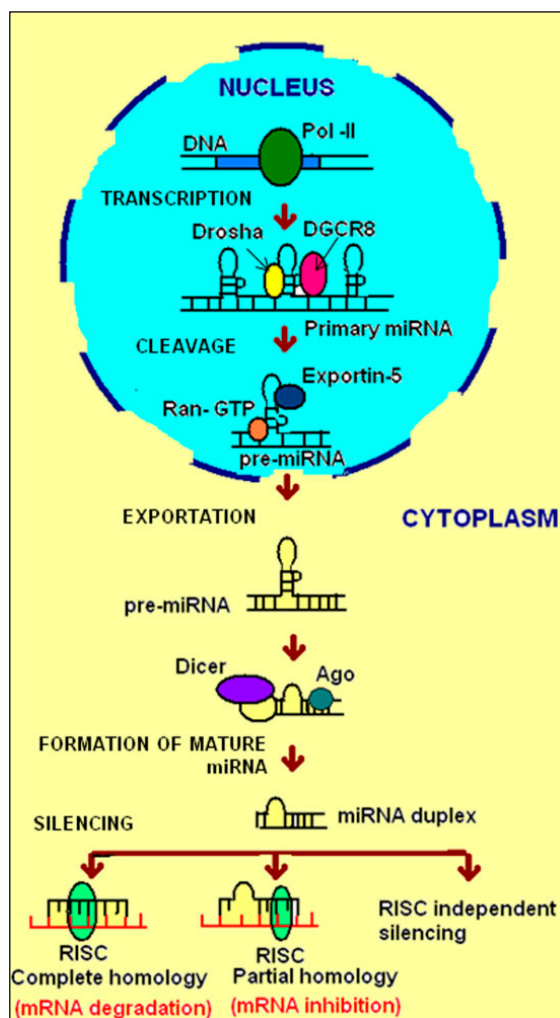 NUCLEUS
Pol -II
DNA
TRANSCRIPTION
Drosha
DGCR8
Primary miRNA
CLEAVAGE
Exportin-5
Ran- GTP
pre-miRNA
EXPORTATION
CYTOPLASM
pre-miRNA
Dicer
Ago
FORMATION OF MATURE
miRNA
miRNA duplex
SILENCING
RISC
Complete homology
(mRNA degradation)
RISC
Partial homology
(mRNA inhibition)
RISC independent
silencing